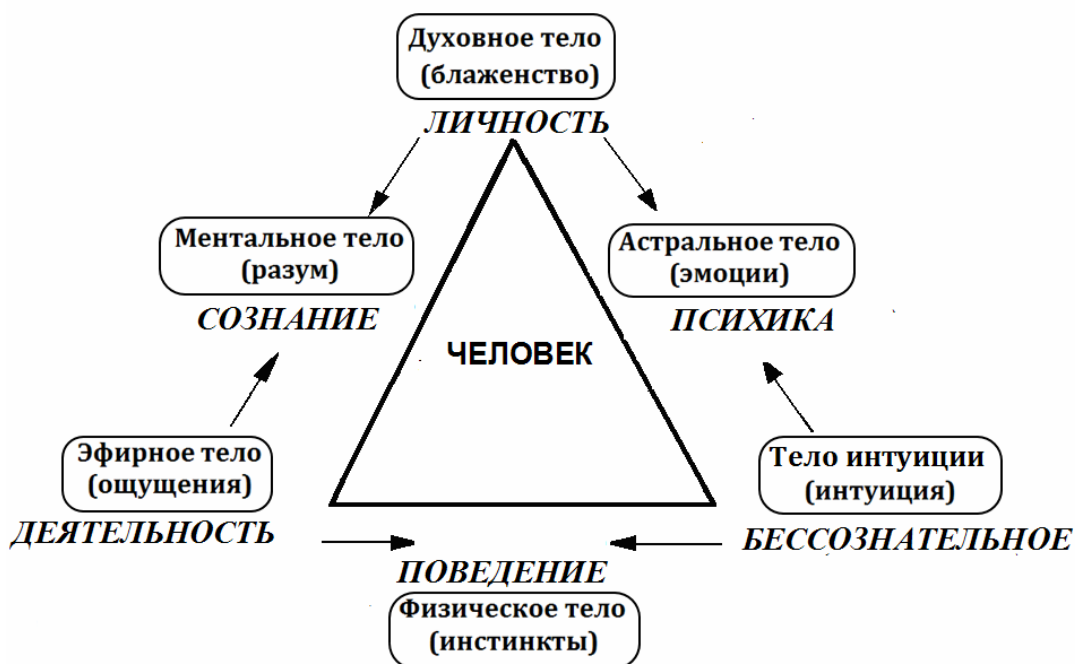 Духовное тело
(блаженство)
ЛИЧНОСТЬ
Ментальное тело
(разум)
СОЗНАНИЕ
Астральное тело
(эмоции)
ПСИХИКА
ЧЕЛОВЕК
Эфирное тело
(ощущения)
ДЕЯТЕЛЬНОСТЬ
Тело интуиции
(интуиция)
БЕССОЗНАТЕЛЬНОЕ
ПОВЕДЕНИЕ
Физическое тело
(инстинкты)